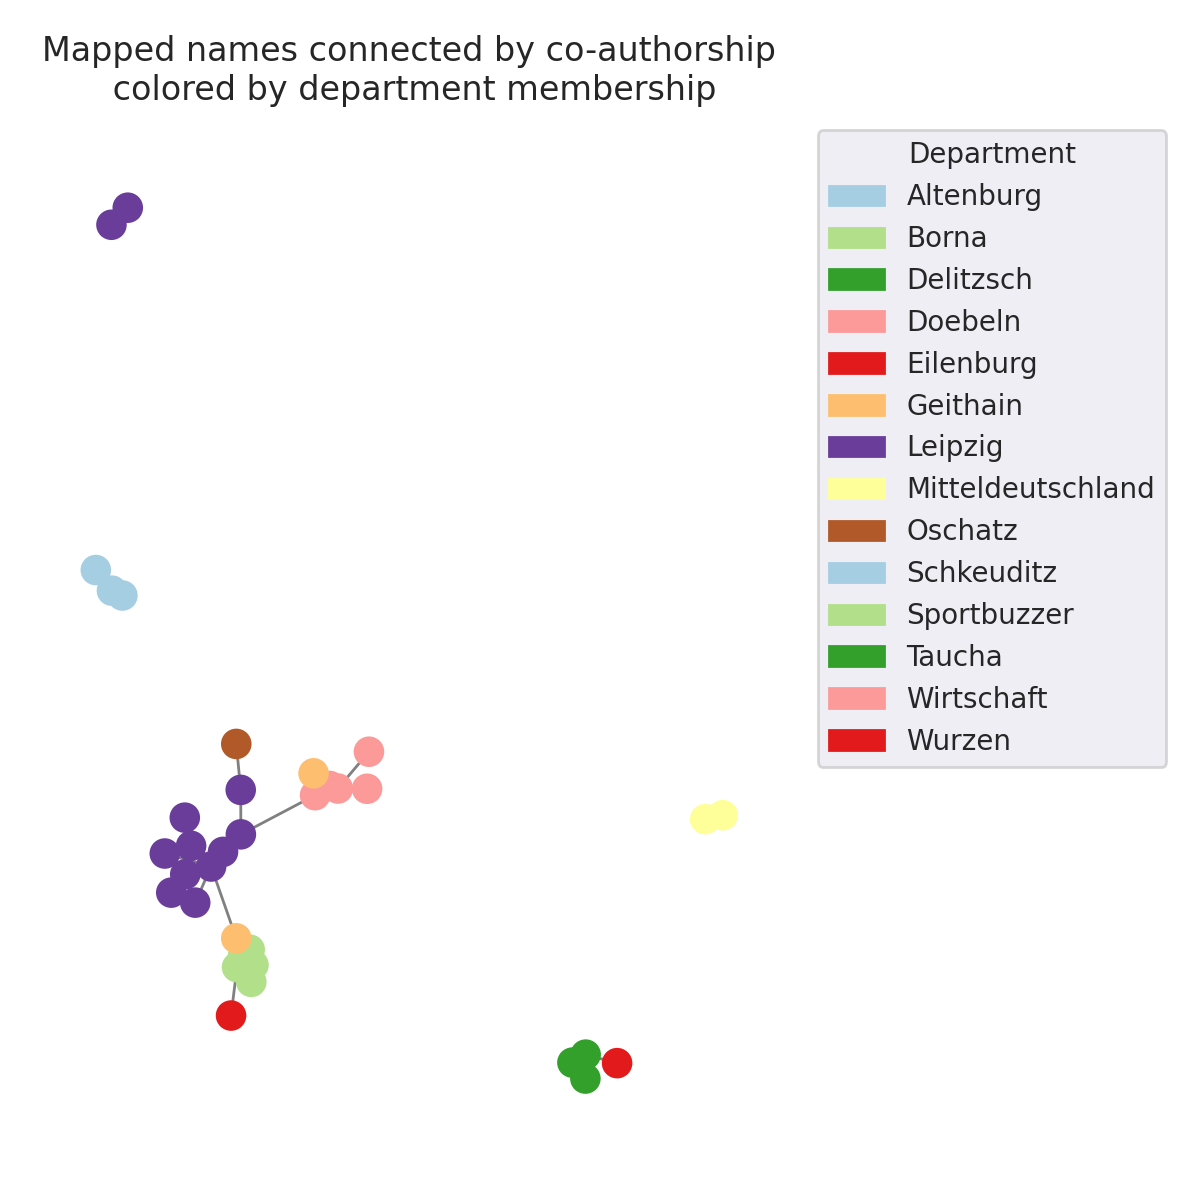 Mapped names connected by co-authorship
colored by department membership
Department
Altenburg
Borna
Delitzsch
Doebeln
Eilenburg
Geithain
Leipzig
Mitteldeutschland
Oschatz
Schkeuditz
Sportbuzzer
Taucha
Wirtschaft
Wurzen